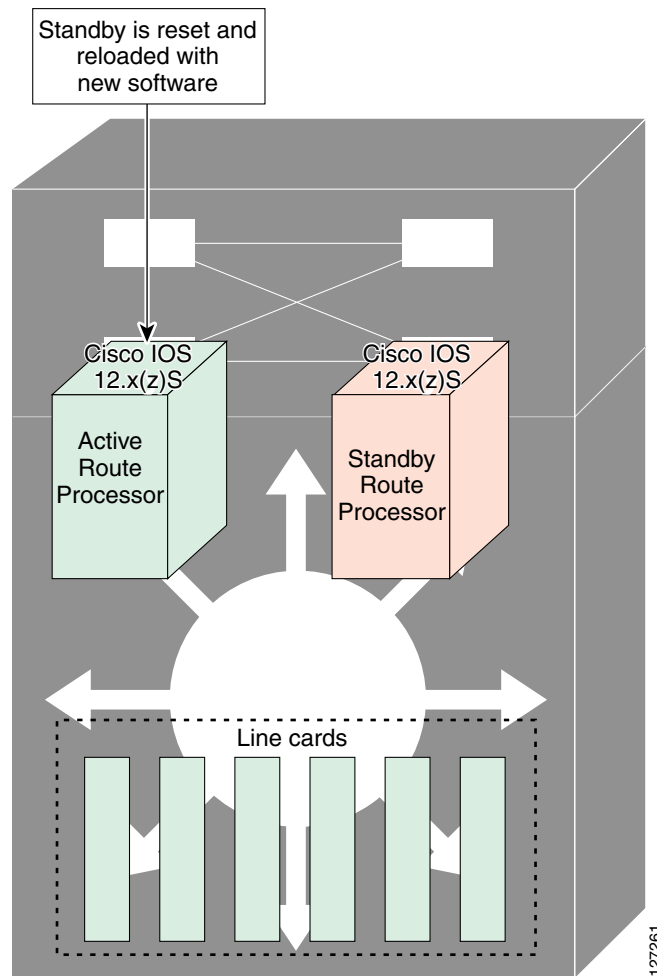 Standby is reset and
reloaded with
new software
Cisco IOS
12.x(z)S
Cisco IOS
12.x(z)S
Active
Route
Processor
Standby
Route
Processor
Line cards
127261